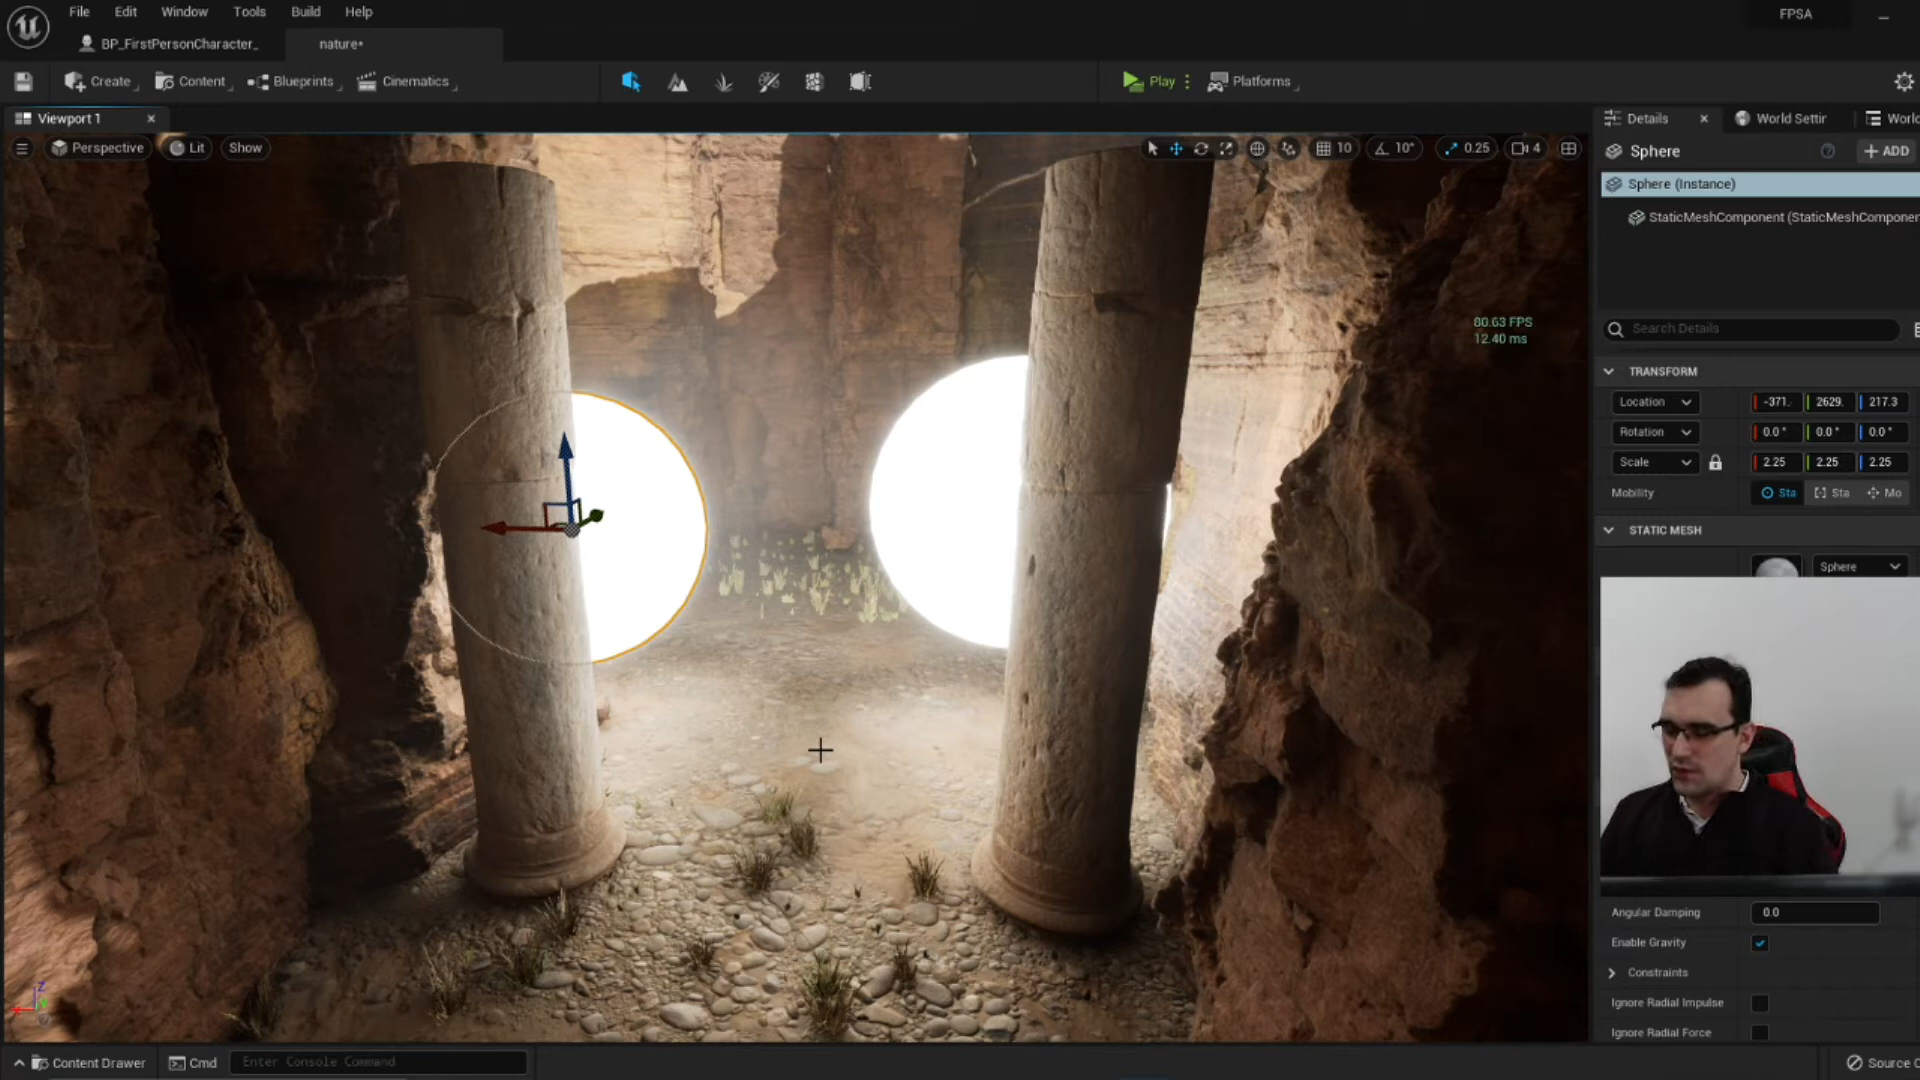 File Edit Window Tools Build Help
FPSA
BP_FirstPersonCharacter_
nature•
Create Content Blueprints Cinematics
Play Platforms
Viewport 1
Details World Settir World
Perspective Lit Show
10 10° 0.25 4
Sphere
+ ADD
Sphere (Instance)
StaticMeshComponent (StaticMeshComponen
80.63 FPS
12.40 ms
Search Details
TRANSFORM
Location -371. 2629. 217.3
Rotation 0.0° 0.0° 0.0°
Scale 2.25 2.25 2.25
Mobility Sta Sta Mo
STATIC MESH
Sphere
Angular Damping 0.0
Enable Gravity
Constraints
Ignore Radial Impulse
Ignore Radial Force
Z
Content Drawer Cmd Enter Console Command
Source C